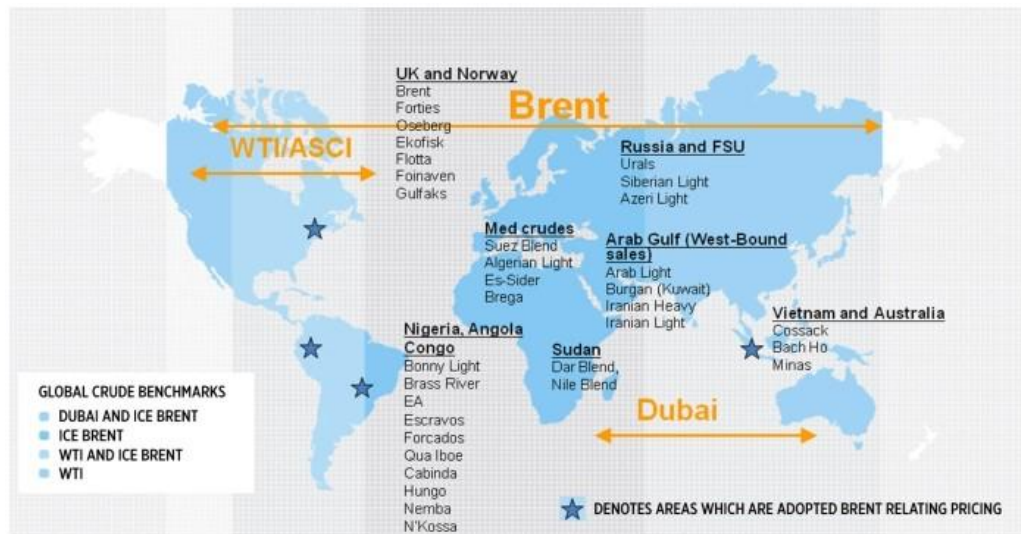 UK and Norway
Brent
Forties
Oseberg
Ekofisk
Flotta
Foinaven
Gulfaks
Brent
WTI/ASCI
Russia and FSU
Urals
Siberian Light
Azeri Light
Med crudes
Suez Blend
Algerian Light
Es-Sider
Brega
Arab Gulf (West-Bound
sales)
Arab Light
Burgan (Kuwait)
Iranian Heavy
Iranian Light
Vietnam and Australia
Cossack
Bach Ho
Minas
Nigeria, Angola
Congo
Bonny Light
Brass River
EA
Escravos
Forcados
Qua Iboe
Cabinda
Hungo
Nemba
N'Kossa
Sudan
Dar Blend,
Nile Blend
Dubai
GLOBAL CRUDE BENCHMARKS
DUBAI AND ICE BRENT
ICE BRENT
WTI AND ICE BRENT
WTI
DENOTES AREAS WHICH ARE ADOPTED BRENT RELATING PRICING